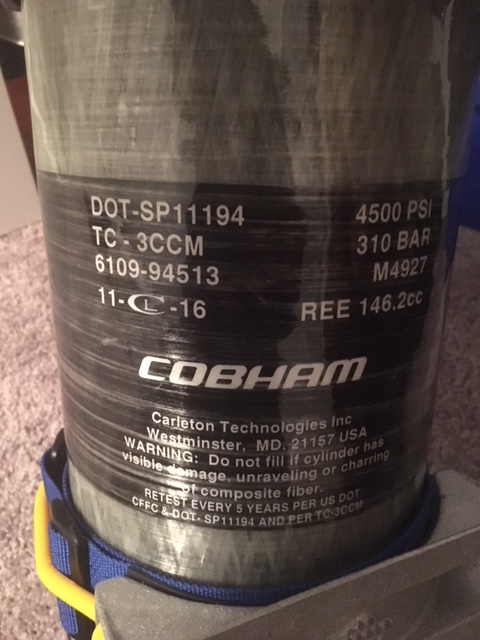 DOT-SP11194 4500 PSI
TC - 3CCM 310 BAR
6109-94513 M4927
11-CL-16 REE 146.2cc
COBHAM
Carleton Technologies Inc
Westminster, MD. 21157 USA
WARNING: Do not fill if cylinder has
visible damage, unraveling or charring
of composite fiber.
RETEST EVERY 5 YEARS PER US DOT
CFFC & DOT- SP11194 AND PER TC-3CCM